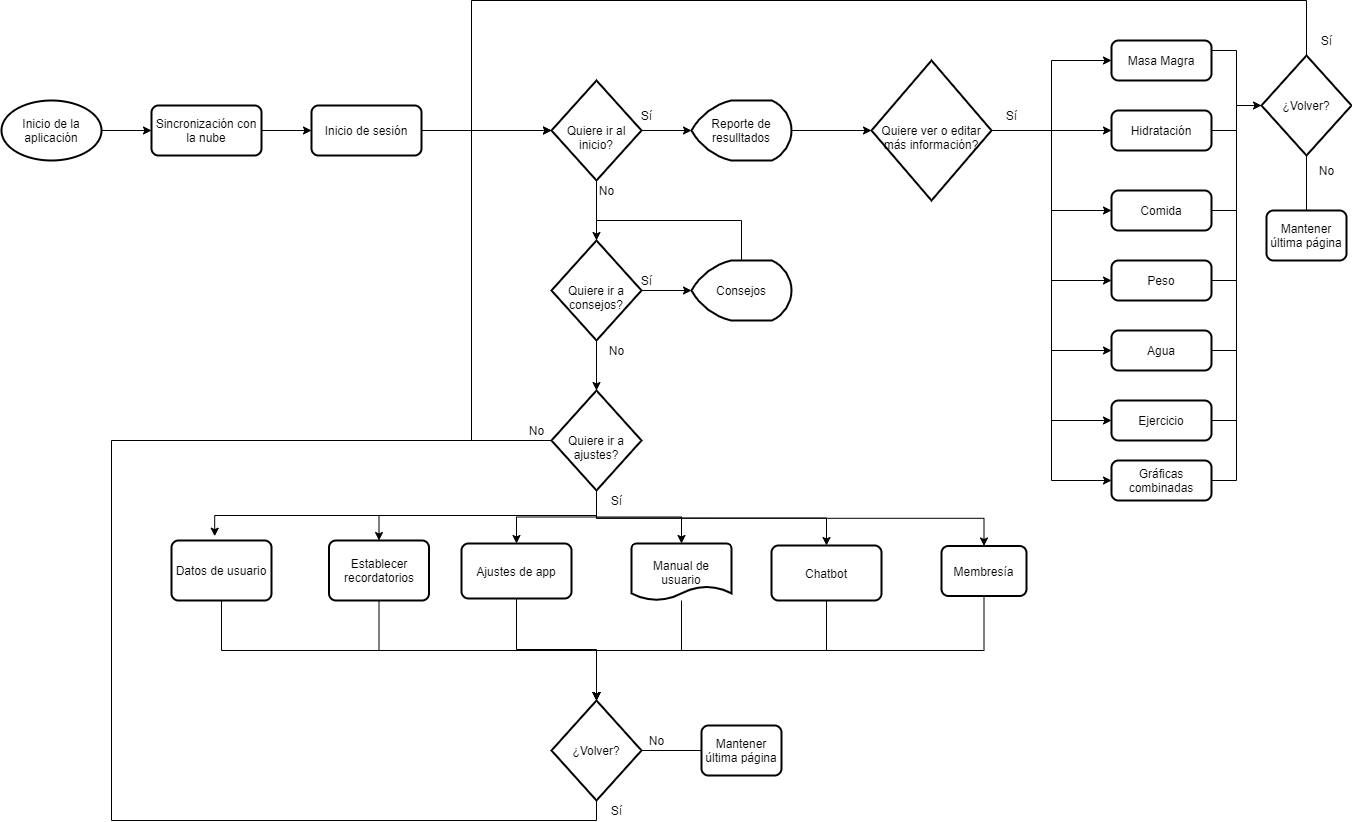 Inicio de la
aplicación
Sincronización con
la nube
Inicio de sesión
Quiere ir al
inicio?
Sí
No
Reporte de
resulltados
Quiere ver o editar
más información?
Sí
Masa Magra
Hidratación
Comida
Peso
Agua
Ejercicio
Gráficas
combinadas
Sí
¿Volver?
No
Mantener
última página
Quiere ir a
consejos?
Sí
Consejos
No
Quiere ir a
ajustes?
No
Sí
Datos de usuario
Establecer
recordatorios
Ajustes de app
Manual de
usuario
Chatbot
Membresía
¿Volver?
No
Mantener
última página
Sí